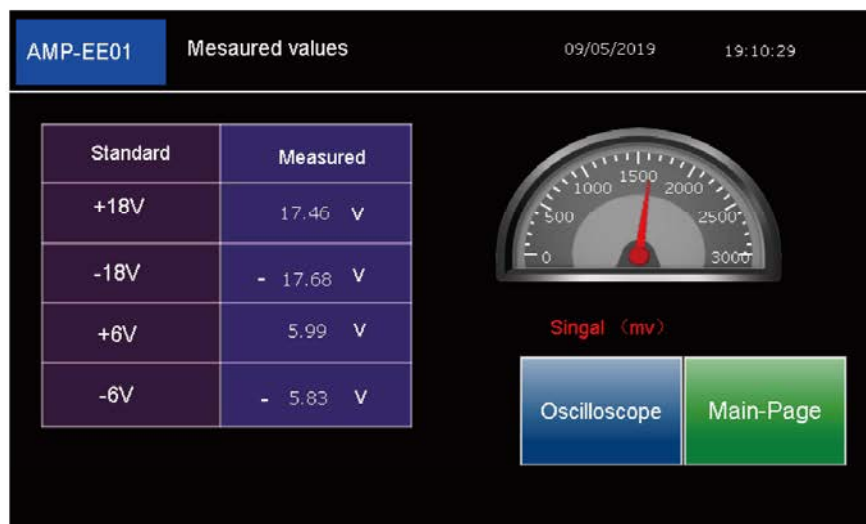 AMP-EE01 Mesaured values 09/05/2019 19:10:29
Standard Measured
+18V 17.46 V
-18V - 17.68 V
+6V 5.99 V
-6V - 5.83 V
0 500 1000 1500 2000 2500 3000
Singal （mv）
Oscilloscope Main-Page